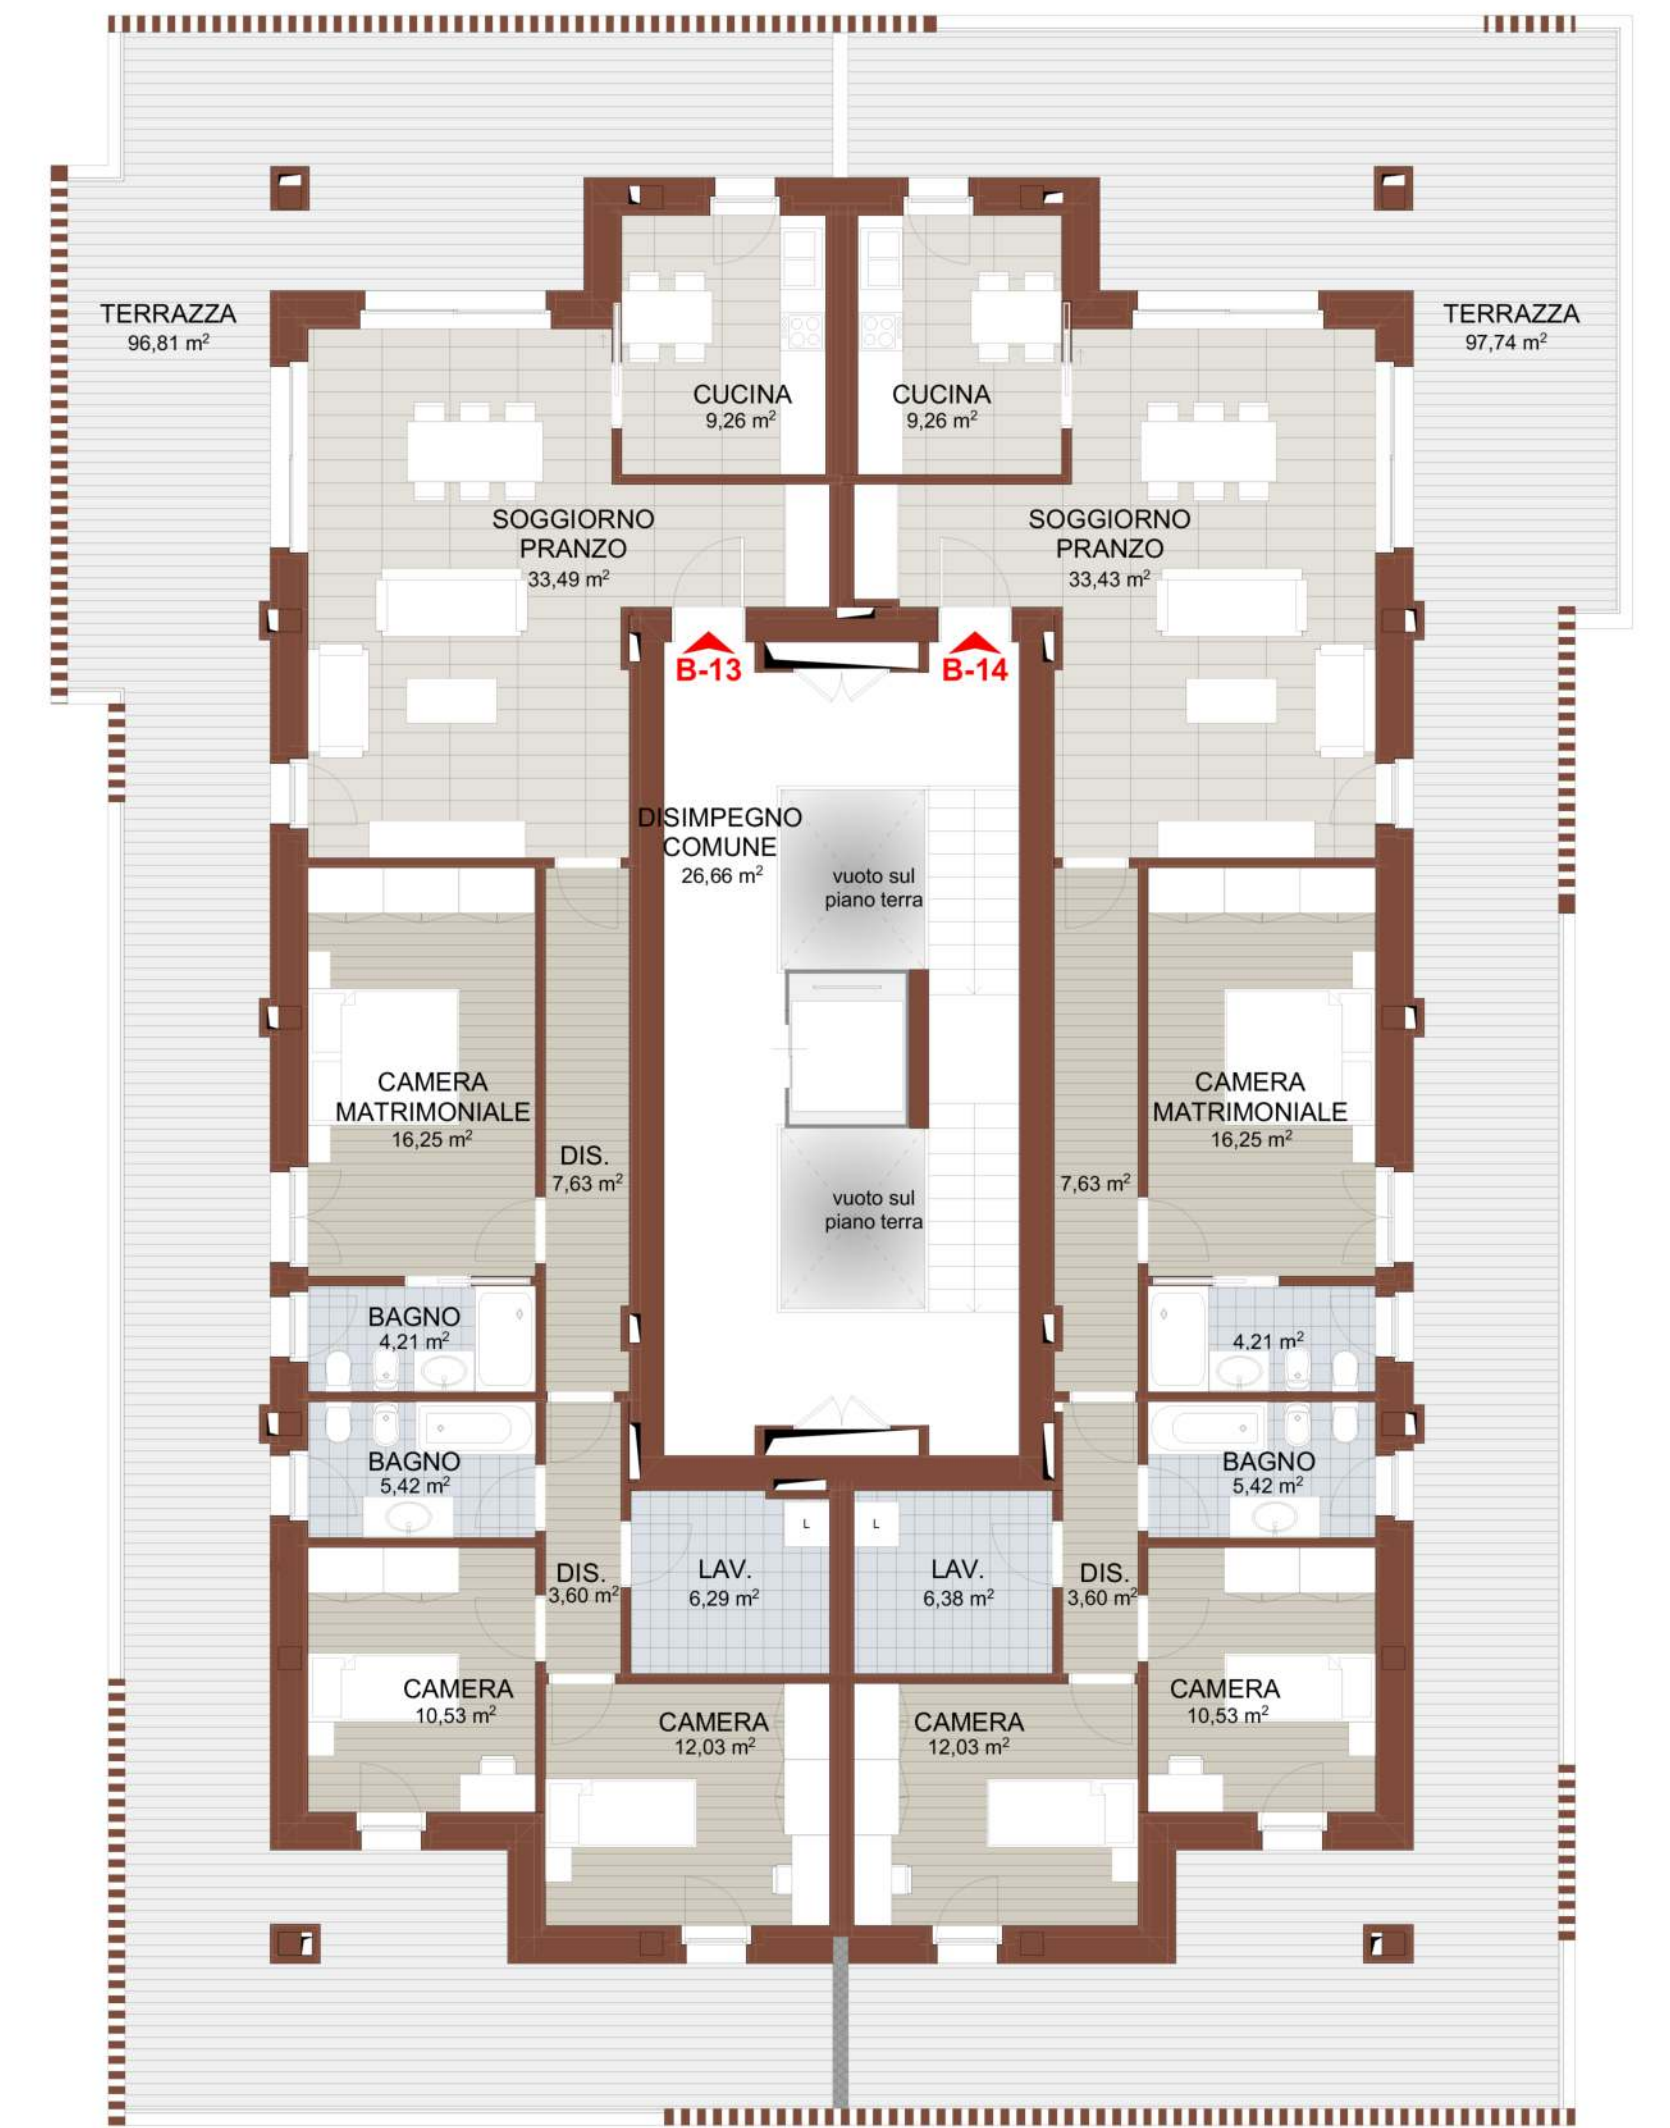 TERRAZZA
96,81 m²
TERRAZZA
97,74 m²
CUCINA
9,26 m²
CUCINA
9,26 m²
SOGGIORNO
PRANZO
33,49 m²
SOGGIORNO
PRANZO
33,43 m²
B-13
B-14
DISIMPEGNO
COMUNE
26,66 m²
vuoto sul
piano terra
CAMERA
MATRIMONIALE
16,25 m²
CAMERA
MATRIMONIALE
16,25 m²
DIS.
7,63 m²
7,63 m²
vuoto sul
piano terra
BAGNO
4,21 m²
4,21 m²
BAGNO
5,42 m²
BAGNO
5,42 m²
L
L
DIS.
3,60 m²
LAV.
6,29 m²
LAV.
6,38 m²
DIS.
3,60 m²
CAMERA
10,53 m²
CAMERA
12,03 m²
CAMERA
12,03 m²
CAMERA
10,53 m²